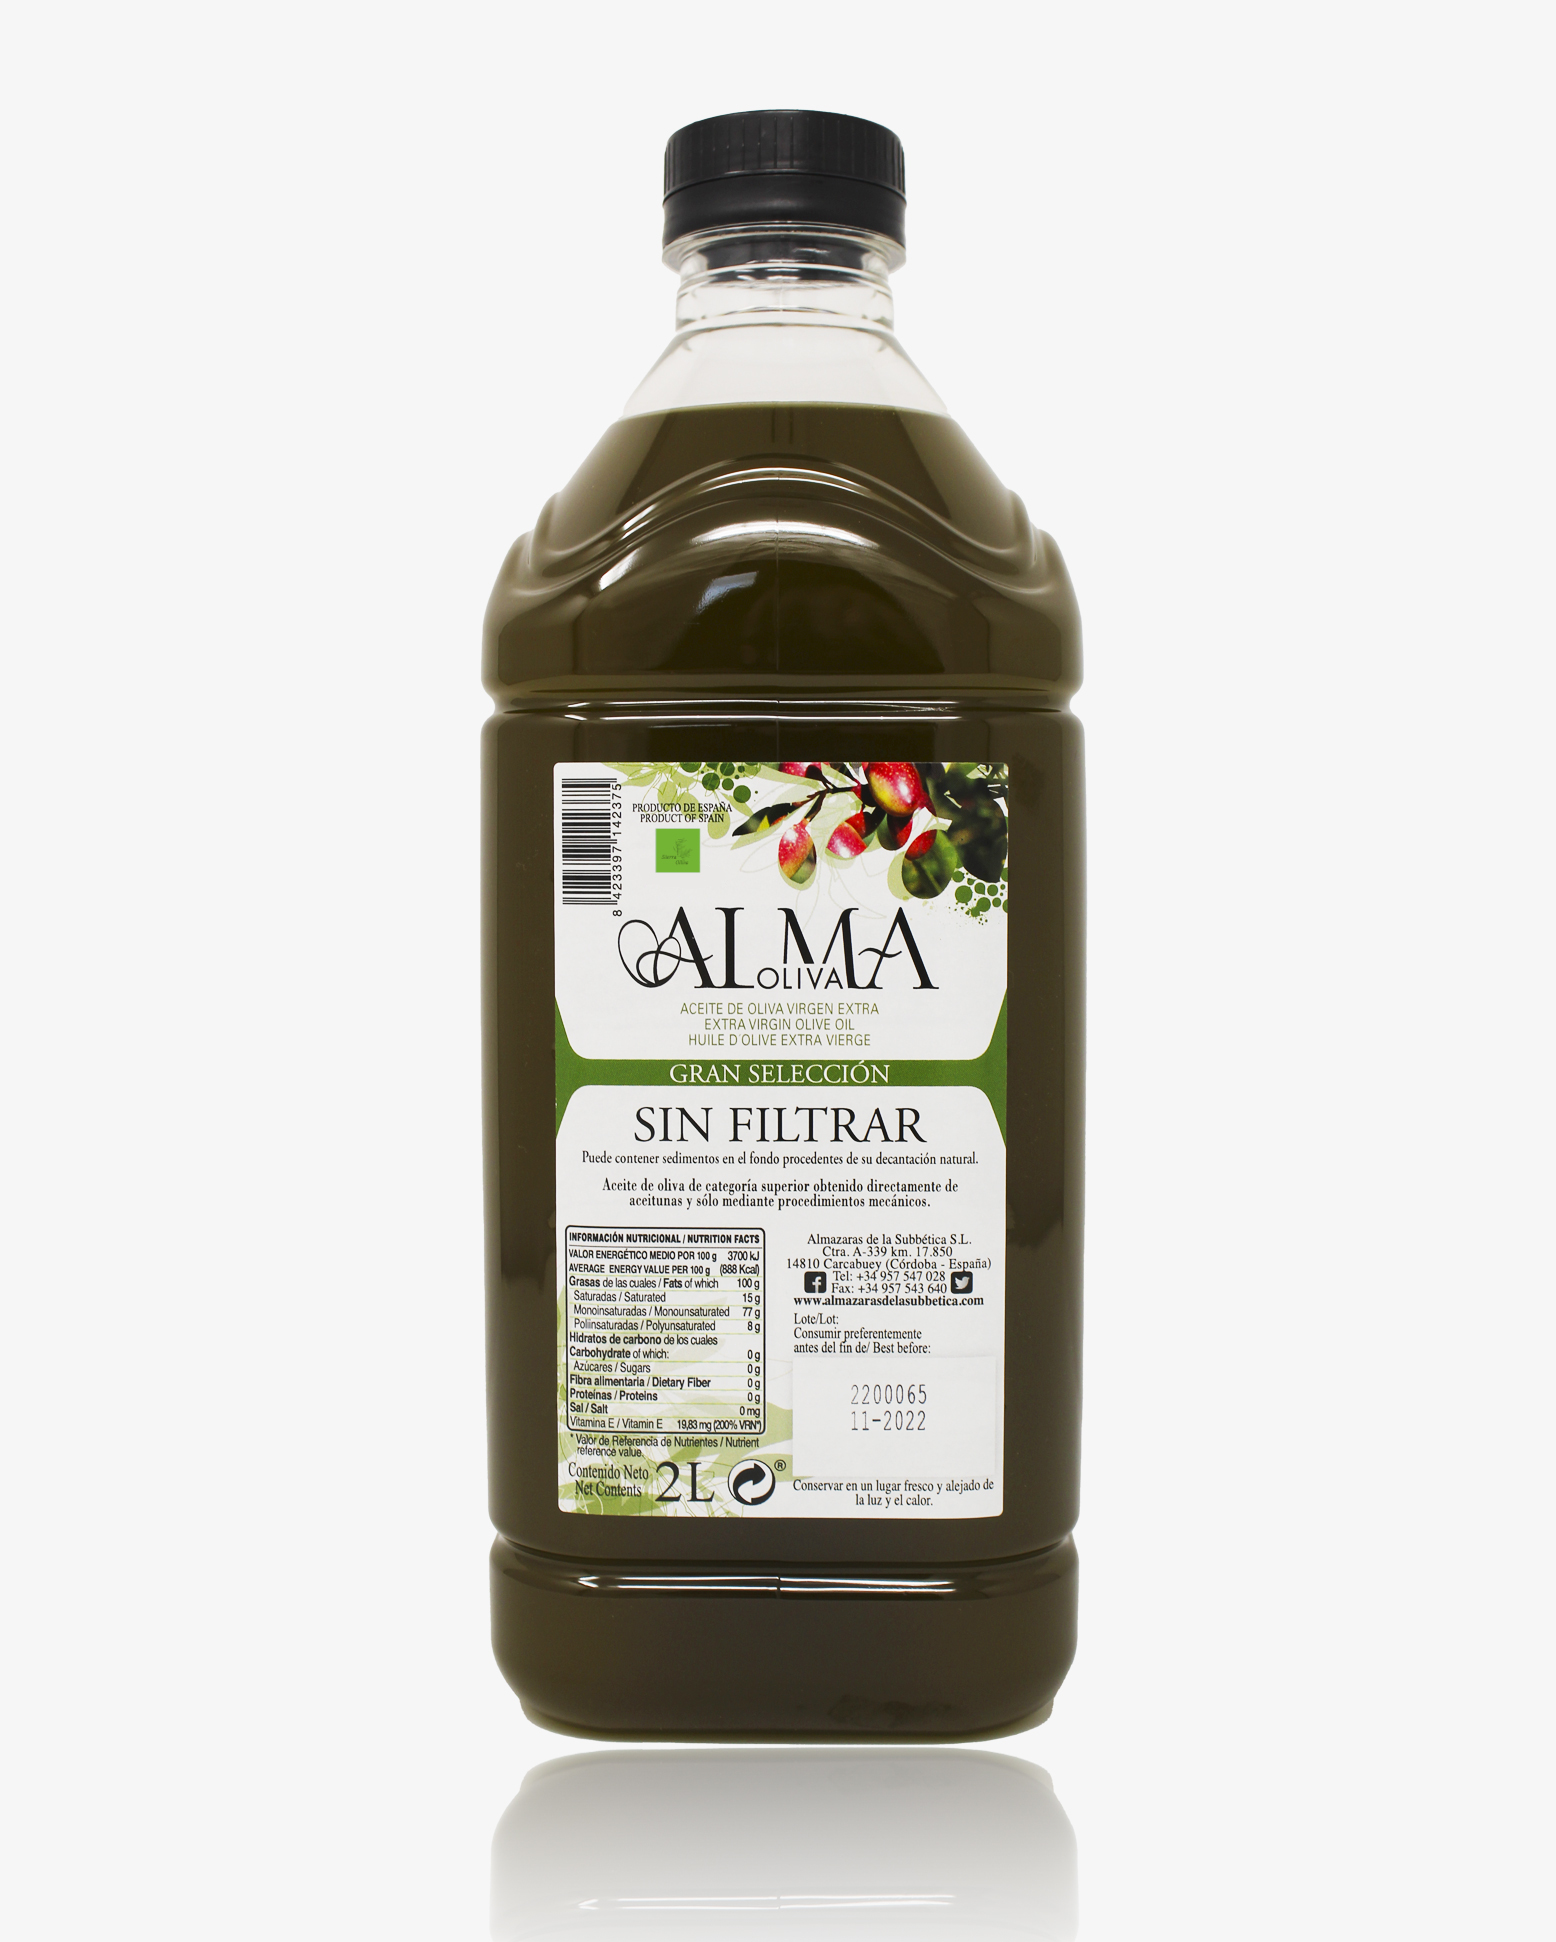 8 423397 142375
PRODUCTO DE ESPAÑA
PRODUCT OF SPAIN
ALMA
OLIVA
ACEITE DE OLIVA VIRGEN EXTRA
EXTRA VIRGIN OLIVE OIL
HUILE D'OLIVE EXTRA VIERGE
GRAN SELECCIÓN
SIN FILTRAR
Puede contener sedimentos en el fondo procedentes de su decantación natural.
Aceite de oliva de categoría superior obtenido directamente de
aceitunas y sólo mediante procedimientos mecánicos.
INFORMACIÓN NUTRICIONAL / NUTRITION FACTS
VALOR ENERGÉTICO MEDIO POR 100 g 3700 kJ
AVERAGE ENERGY VALUE PER 100 g (888 Kcal)
Grasas de las cuales / Fats of which 100 g
Saturadas / Saturated 15 g
Monoinsaturadas / Monounsaturated 77 g
Poliinsaturadas / Polyunsaturated 8 g
Hidratos de carbono de los cuales
Carbohydrate of which: 0 g
Azúcares / Sugars 0 g
Fibra alimentaria / Dietary Fiber 0 g
Proteínas / Proteins 0 g
Sal / Salt 0 mg
Vitamina E / Vitamin E 19,83 mg (200% VRN*)
* Valor de Referencia de Nutrientes / Nutrient
reference value.
Contenido Neto
Net Contents
2L
®
Almazaras de la Subbética S.L.
Ctra. A-339 km. 17.850
14810 Carcabuey (Córdoba - España)
Tel: +34 957 547 028
Fax: +34 957 543 640
www.almazarasdelasubbetica.com
Lote/Lot:
Consumir preferentemente
antes del fin de/ Best before:
2200065
11-2022
Conservar en un lugar fresco y alejado de
la luz y el calor.